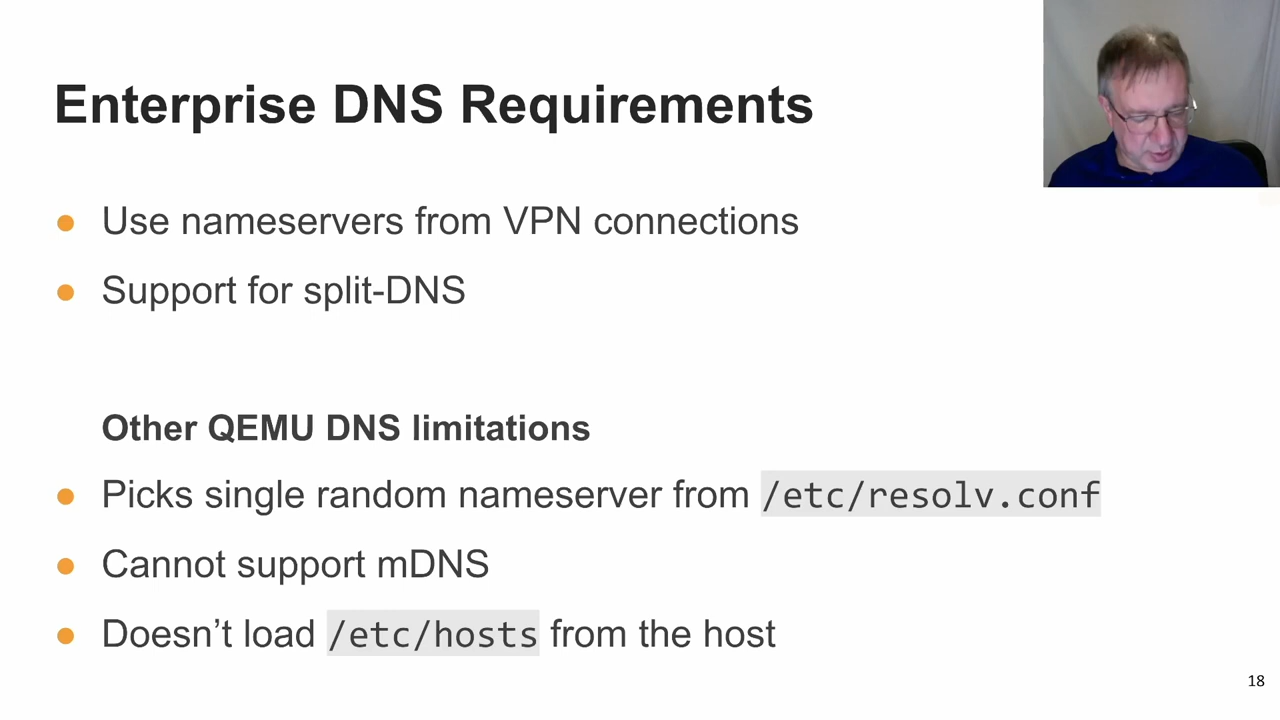 Enterprise DNS Requirements
● Use nameservers from VPN connections
● Support for split-DNS
Other QEMU DNS limitations
● Picks single random nameserver from /etc/resolv.conf
● Cannot support mDNS
● Doesn’t load /etc/hosts from the host
18